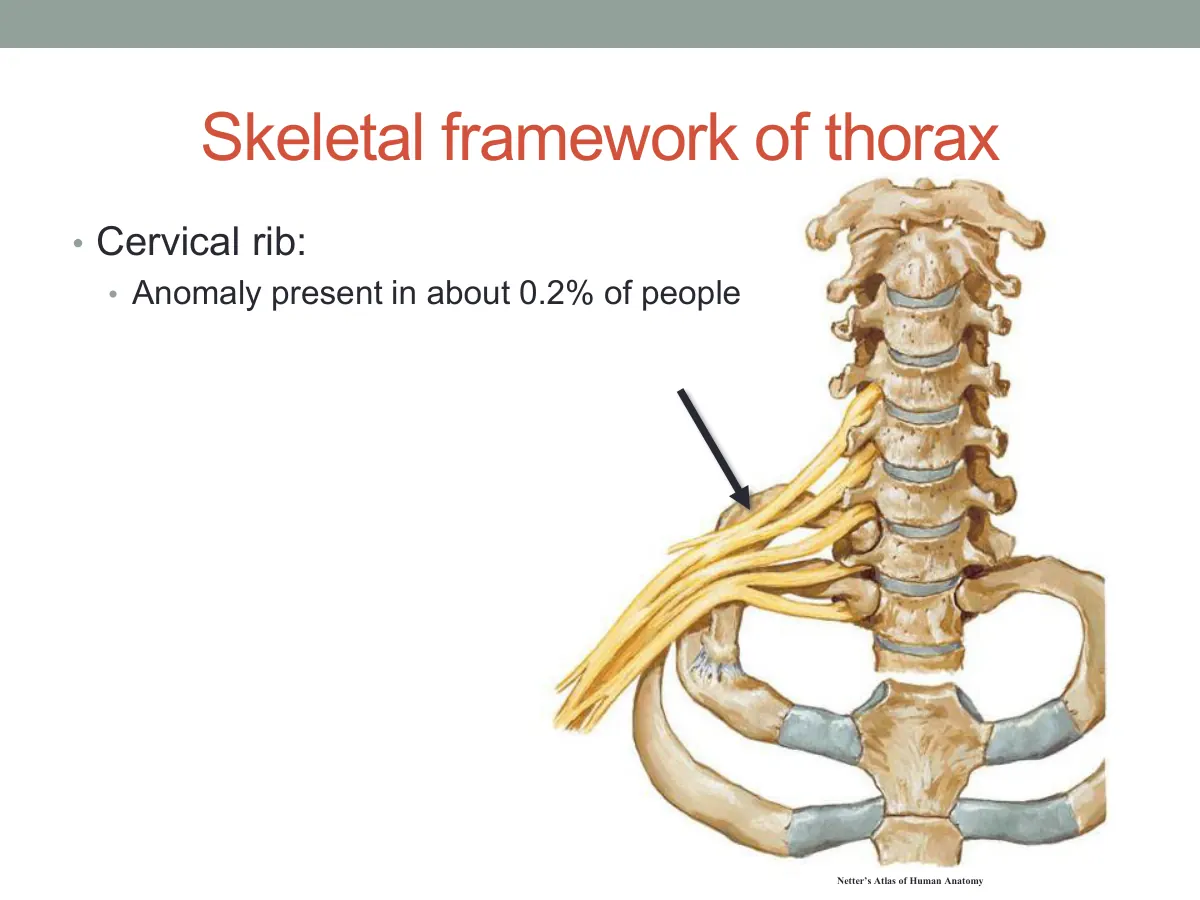 Skeletal framework of thorax
• Cervical rib:
• Anomaly present in about 0.2% of people
Netter's Atlas of Human Anatomy